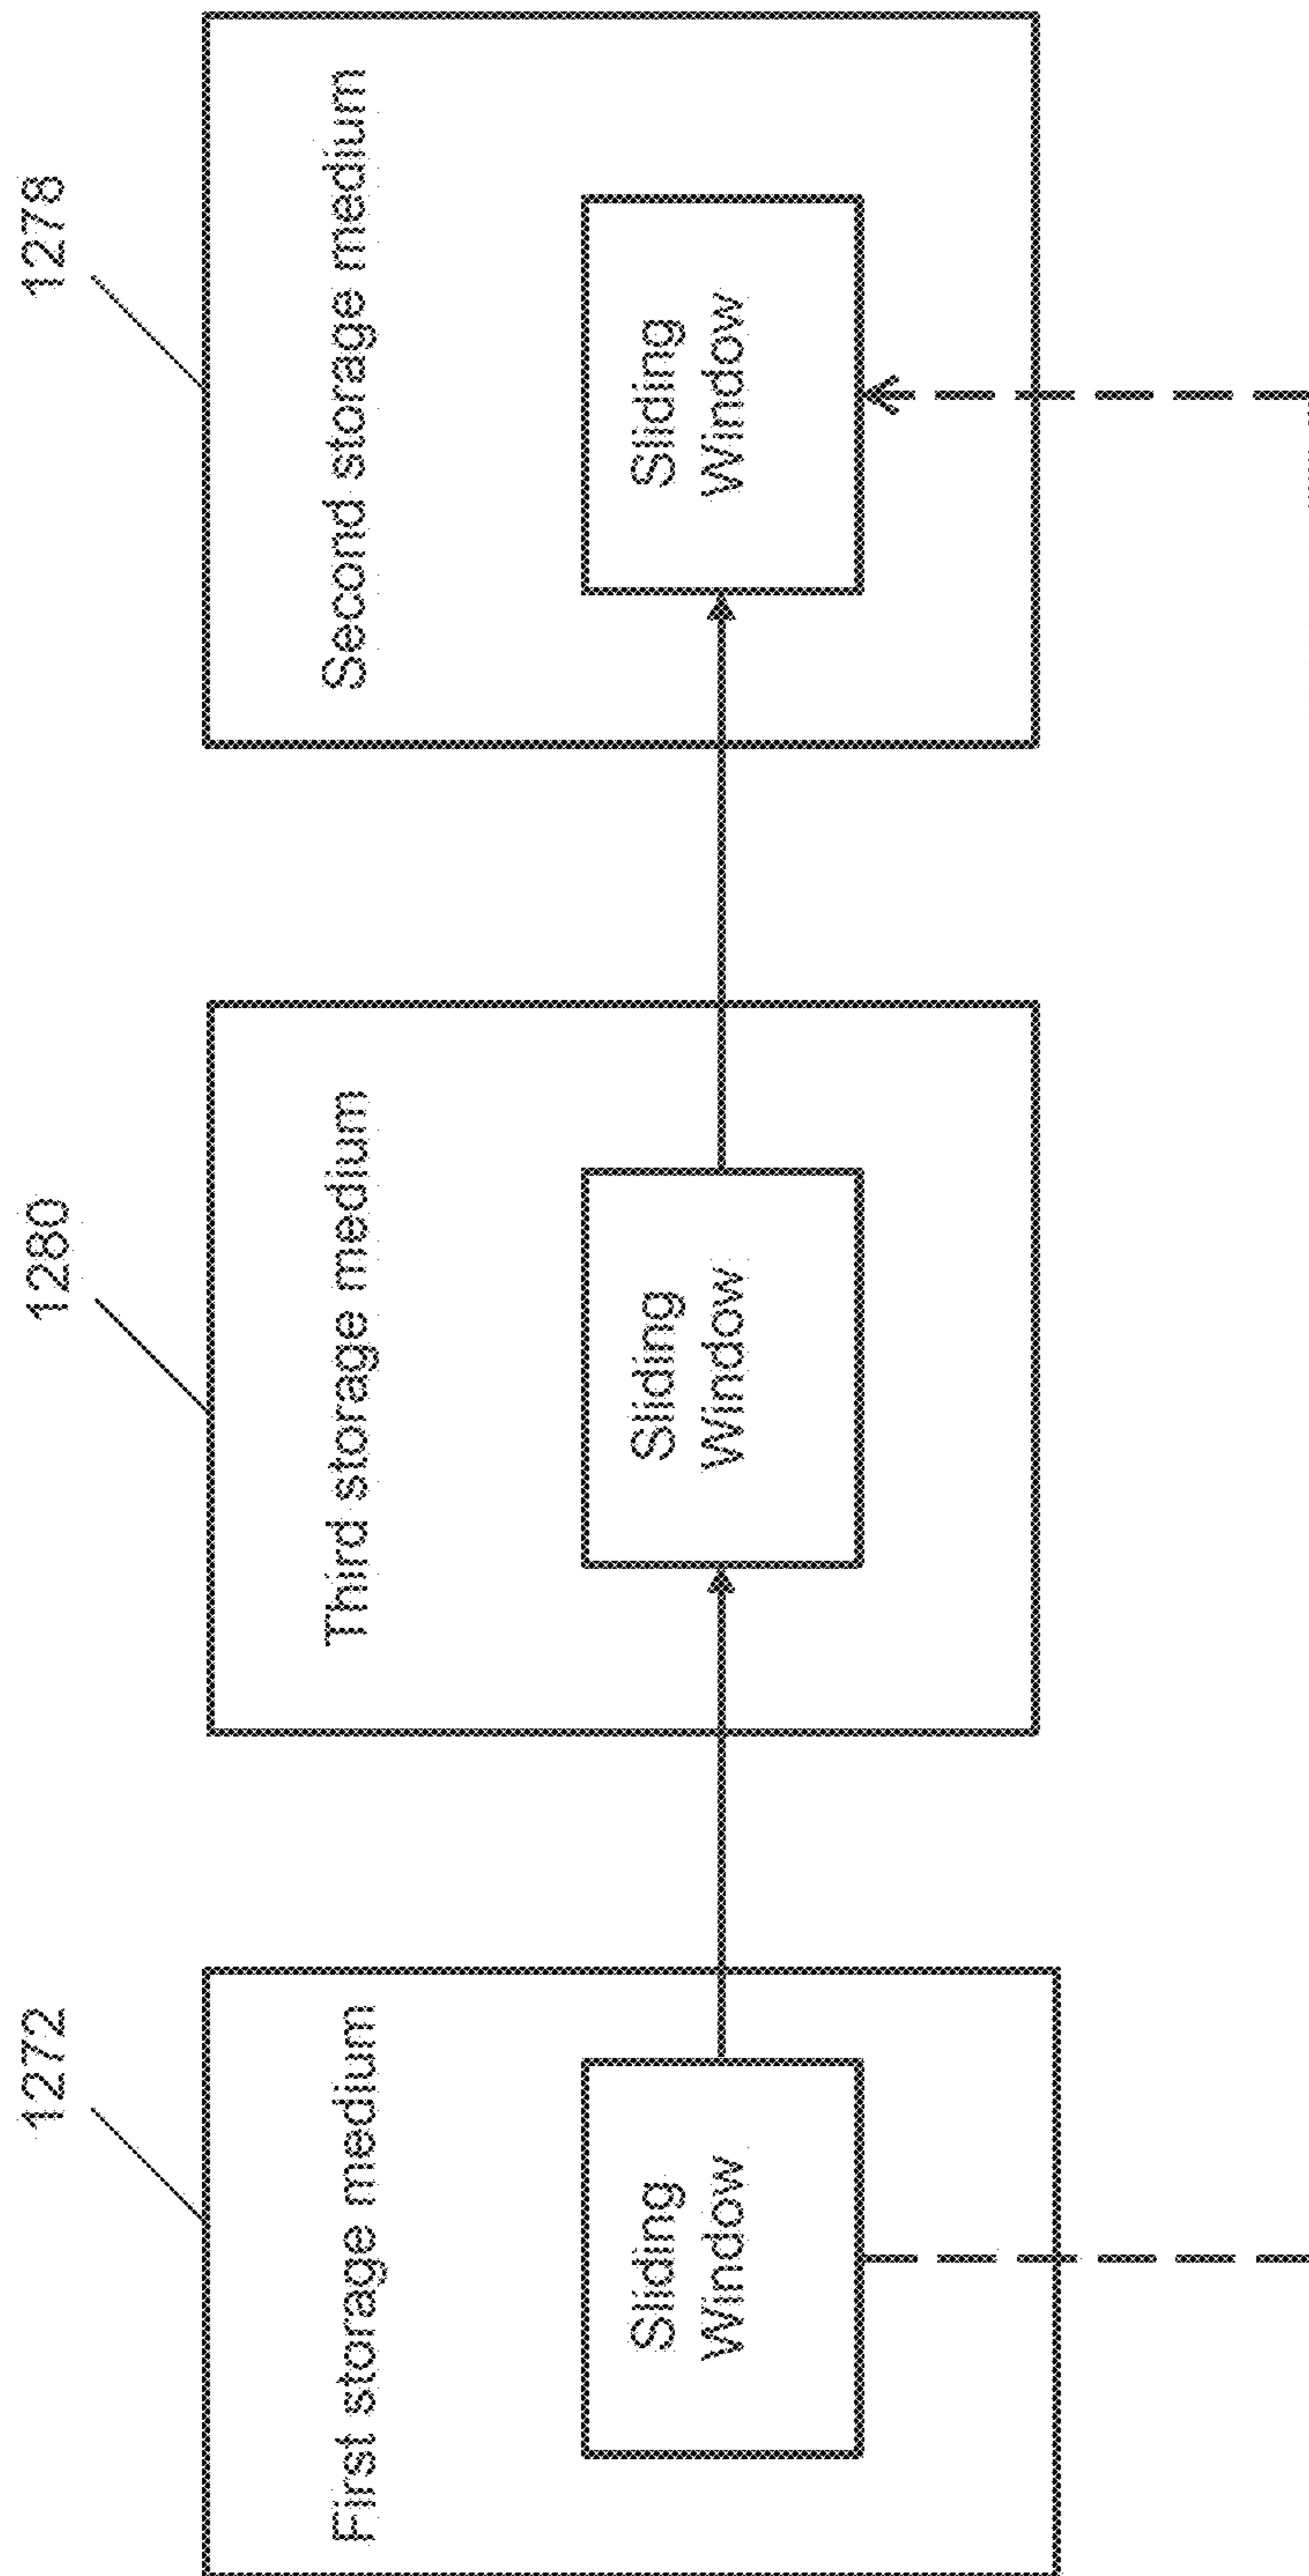 1272
First storage medium
Sliding
Window
1280
Third storage medium
Sliding
Window
1278
Second storage medium
Sliding
Window